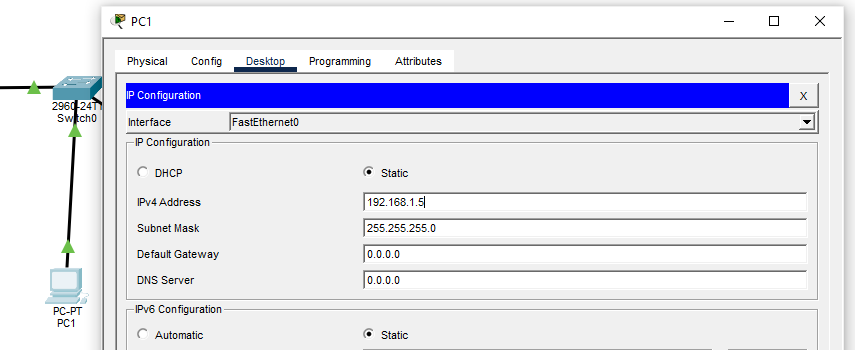 PC1
Physical Config Desktop Programming Attributes
IP Configuration X
Interface FastEthernet0
IP Configuration
DHCP Static
IPv4 Address 192.168.1.5
Subnet Mask 255.255.255.0
Default Gateway 0.0.0.0
DNS Server 0.0.0.0
IPv6 Configuration
Automatic Static
2960-24TT
Switch0
PC-PT
PC1